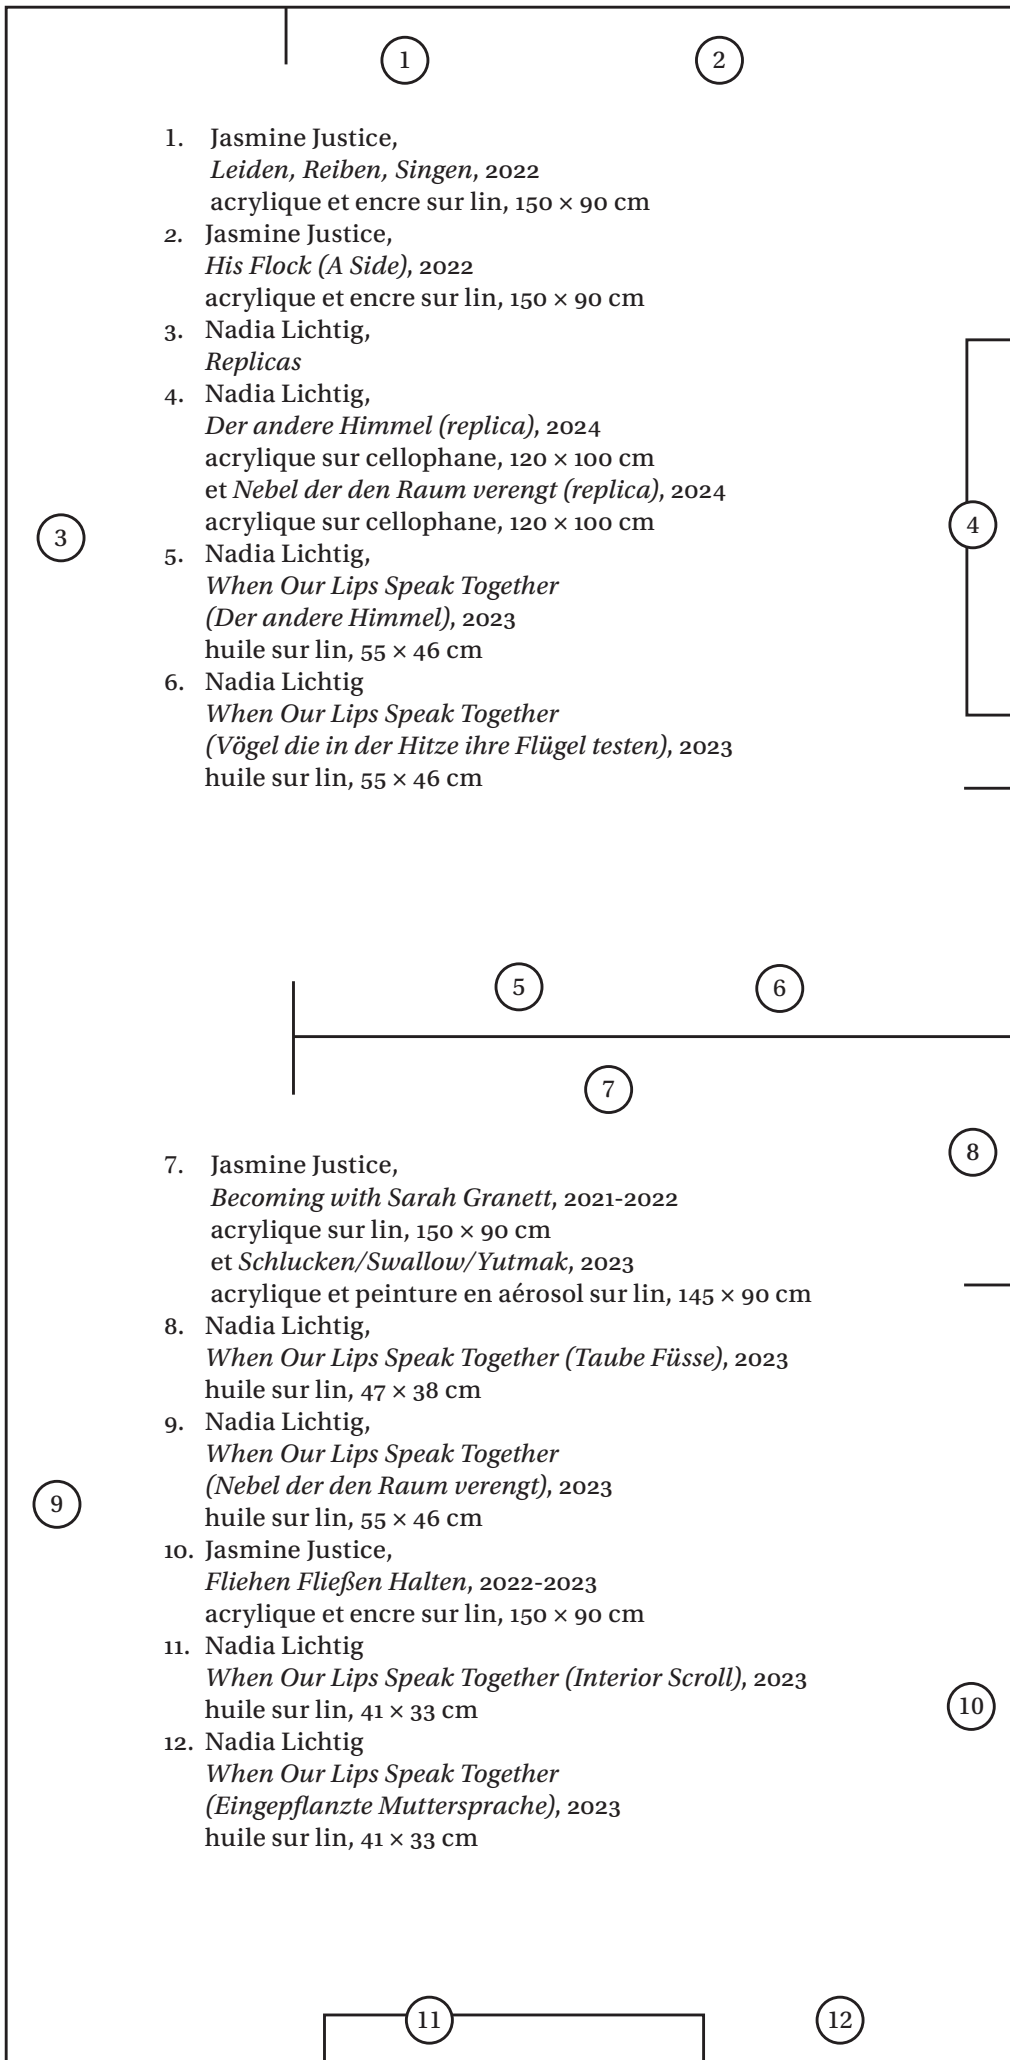 1 2
1. Jasmine Justice,
Leiden, Reiben, Singen, 2022
acrylique et encre sur lin, 150 × 90 cm
2. Jasmine Justice,
His Flock (A Side), 2022
acrylique et encre sur lin, 150 × 90 cm
3. Nadia Lichtig,
Replicas
4. Nadia Lichtig,
Der andere Himmel (replica), 2024
acrylique sur cellophane, 120 × 100 cm
et Nebel der den Raum verengt (replica), 2024
acrylique sur cellophane, 120 × 100 cm
3
4
5. Nadia Lichtig,
When Our Lips Speak Together
(Der andere Himmel), 2023
huile sur lin, 55 × 46 cm
6. Nadia Lichtig
When Our Lips Speak Together
(Vögel die in der Hitze ihre Flügel testen), 2023
huile sur lin, 55 × 46 cm
5 6
7
8
7. Jasmine Justice,
Becoming with Sarah Granett, 2021-2022
acrylique sur lin, 150 × 90 cm
et Schlucken/Swallow/Yutmak, 2023
acrylique et peinture en aérosol sur lin, 145 × 90 cm
8. Nadia Lichtig,
When Our Lips Speak Together (Taube Füsse), 2023
huile sur lin, 47 × 38 cm
9. Nadia Lichtig,
When Our Lips Speak Together
(Nebel der den Raum verengt), 2023
huile sur lin, 55 × 46 cm
9
10. Jasmine Justice,
Fliehen Fließen Halten, 2022-2023
acrylique et encre sur lin, 150 × 90 cm
11. Nadia Lichtig
When Our Lips Speak Together (Interior Scroll), 2023
huile sur lin, 41 × 33 cm
10
12. Nadia Lichtig
When Our Lips Speak Together
(Eingepflanzte Muttersprache), 2023
huile sur lin, 41 × 33 cm
11 12